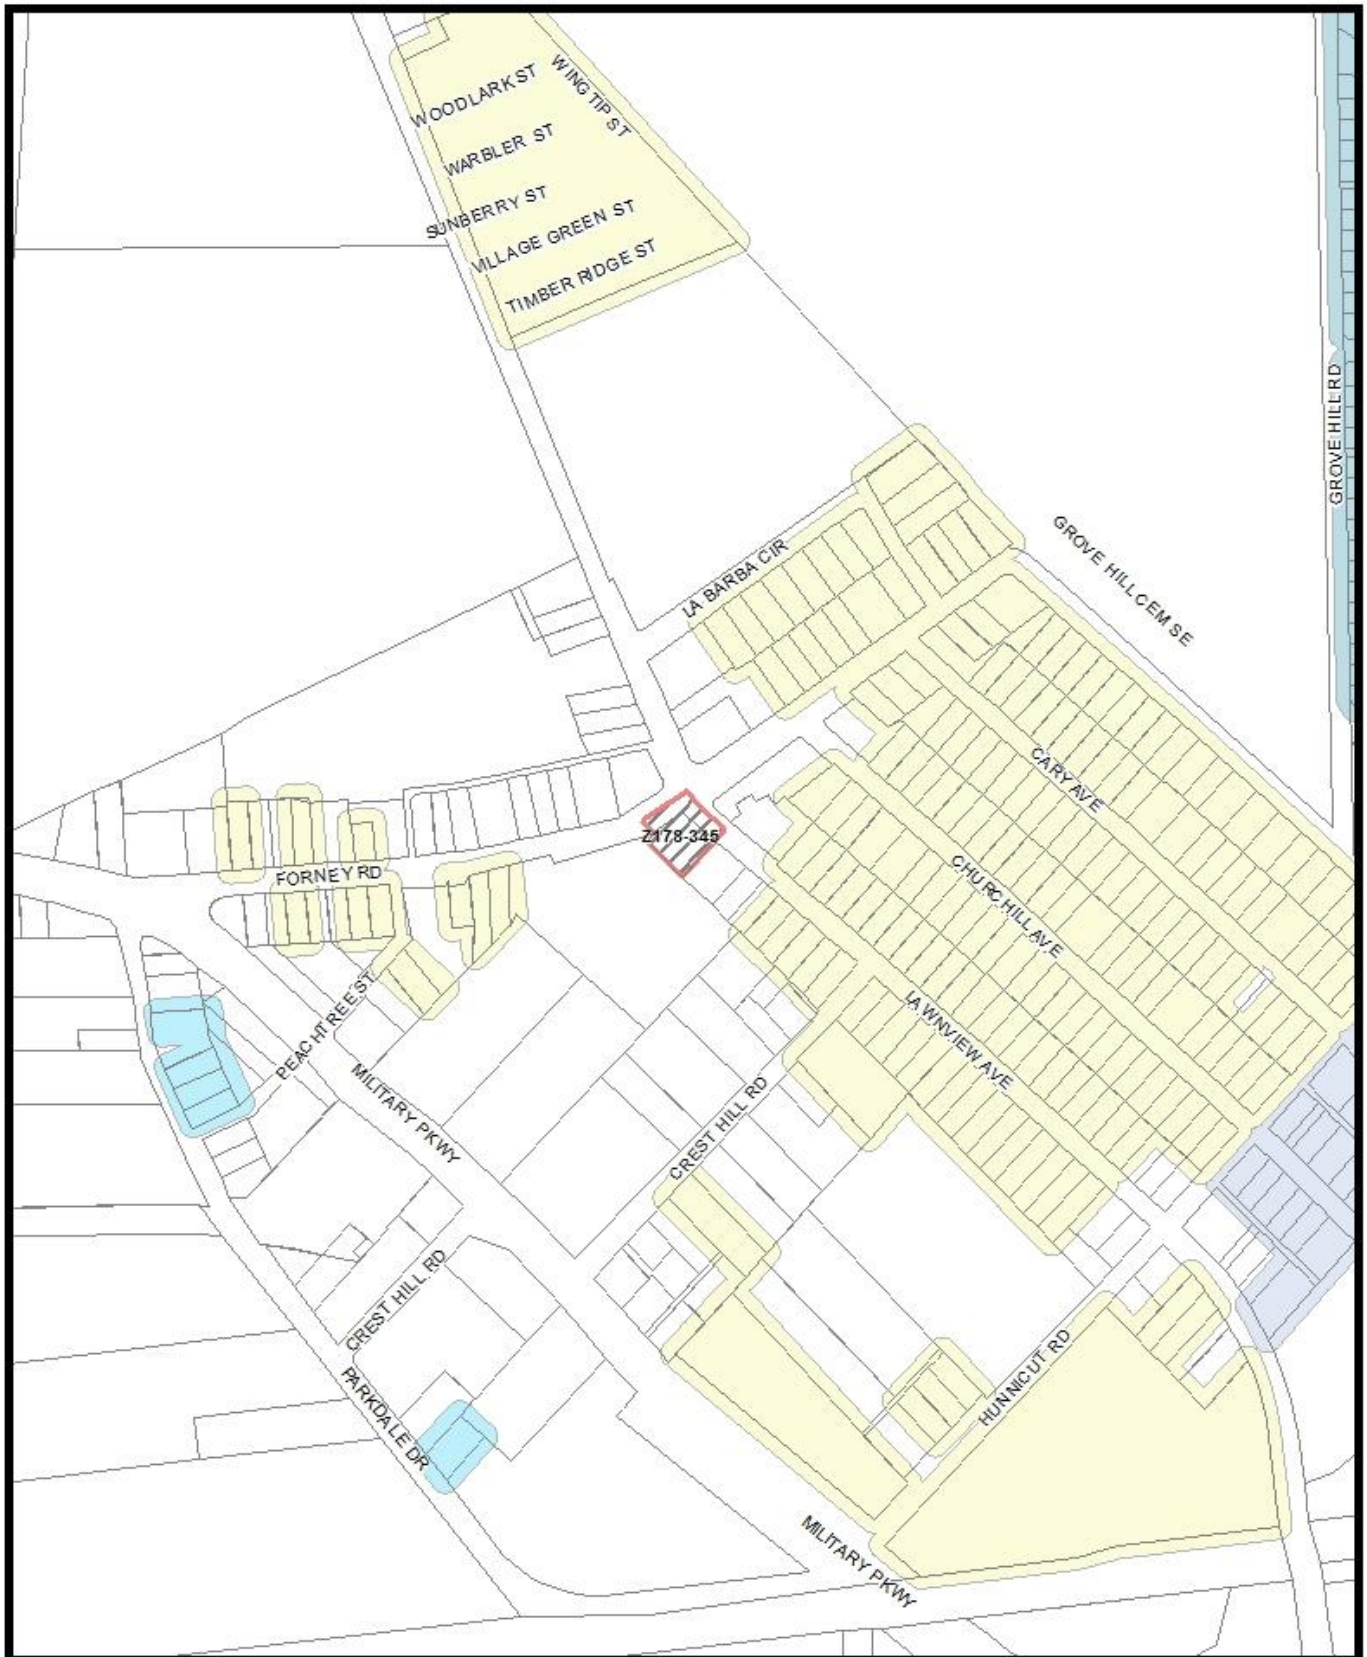 WOODLARK ST
WING TIP ST
WARBLER ST
SUNBERRY ST
VILLAGE GREEN ST
TIMBER RIDGE ST
GROVE HILL RD
LA BARBA CIR
GROVE HILL CEM SE
CARY AVE
Z178-345
FORNEY RD
CHURCHILL AVE
PEACHTREE ST
LAWNVIEW AVE
MILITARY PKWY
CREST HILL RD
CREST HILL RD
PARKDALE DR
HUNNICUT RD
MILITARY PKWY